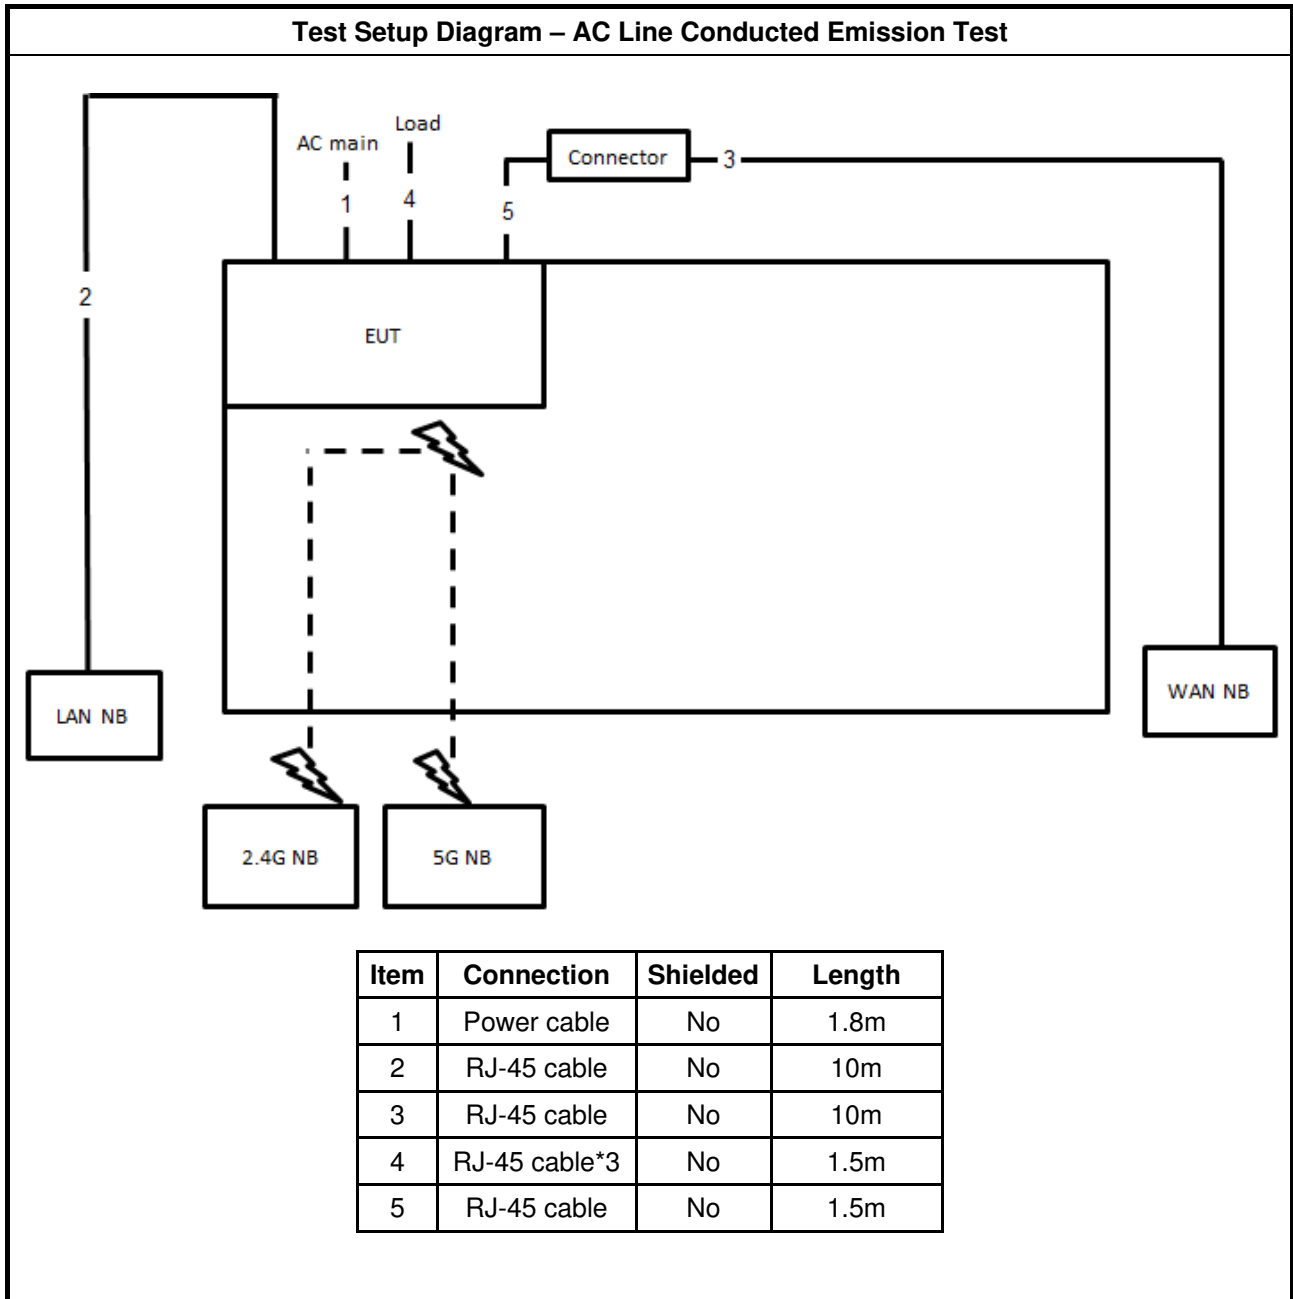 Test Setup Diagram – AC Line Conducted Emission Test
Load
AC main
Connector
3
1
4
5
2
EUT
LAN NB
WAN NB
2.4G NB
5G NB
Item Connection Shielded Length
1 Power cable No 1.8m
2 RJ-45 cable No 10m
3 RJ-45 cable No 10m
4 RJ-45 cable*3 No 1.5m
5 RJ-45 cable No 1.5m